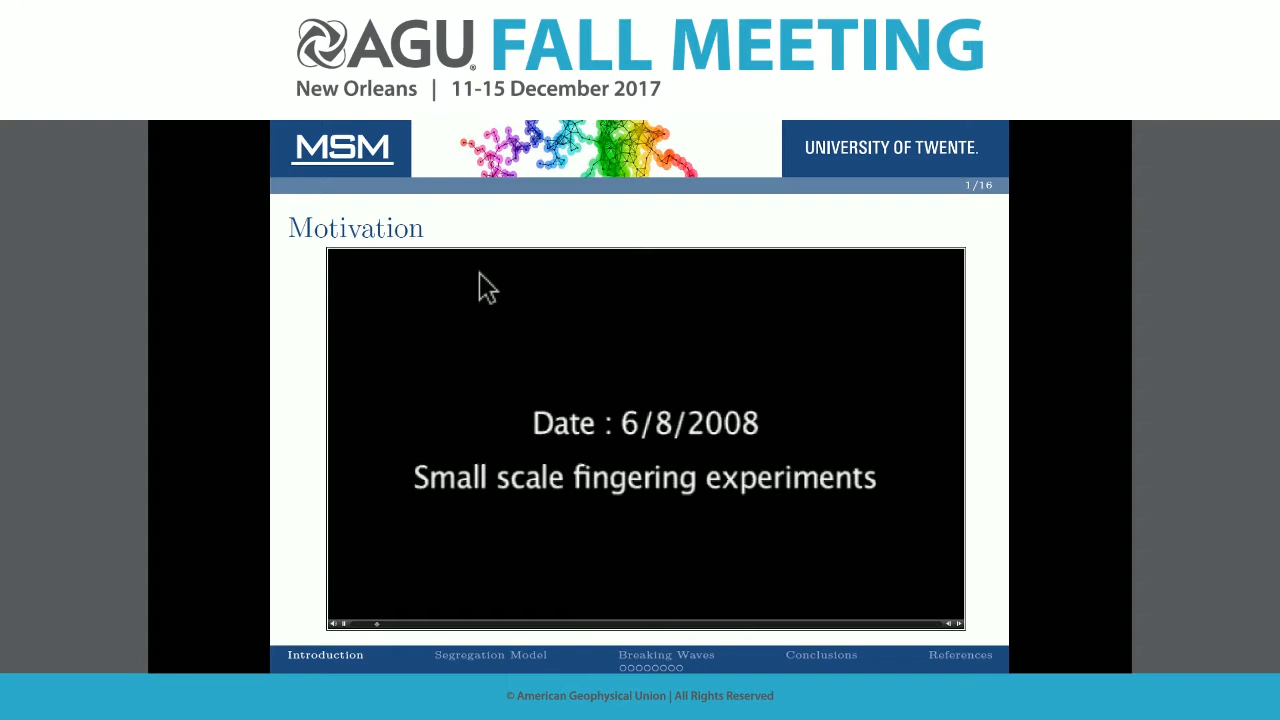 AGU FALL MEETING
New Orleans | 11-15 December 2017
MSM
UNIVERSITY OF TWENTE.
1/16
Motivation
Date : 6/8/2008
Small scale fingering experiments
Introduction Segregation Model Breaking Waves Conclusions References
© American Geophysical Union | All Rights Reserved